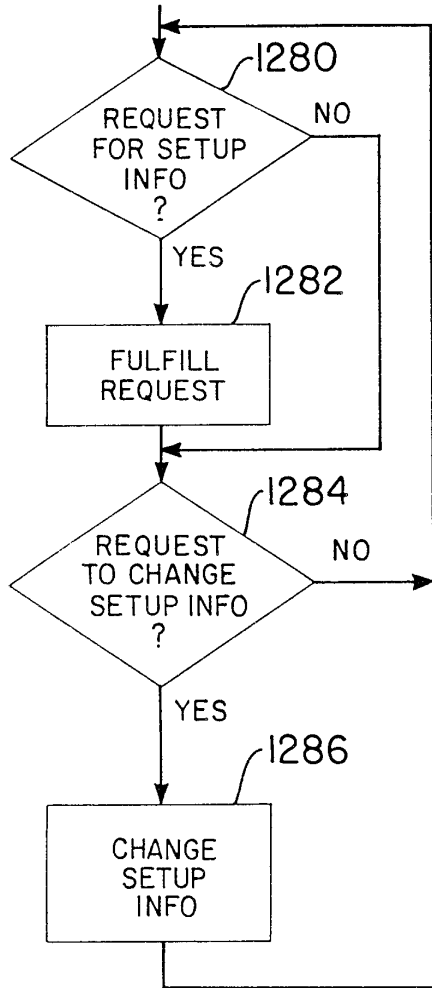 1280
REQUEST
FOR SETUP
INFO
?
NO
YES
1282
FULFILL
REQUEST
1284
REQUEST
TO CHANGE
SETUP INFO
?
NO
YES
1286
CHANGE
SETUP
INFO